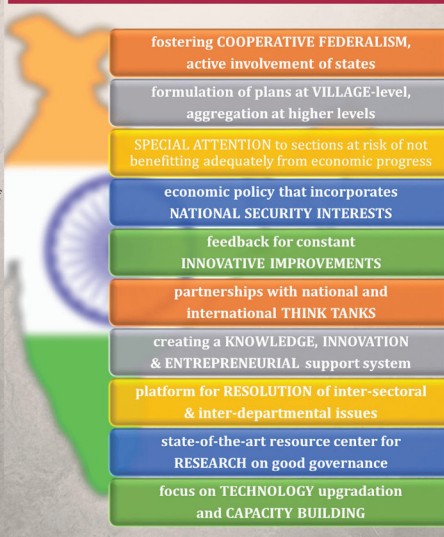 fostering COOPERATIVE FEDERALISM,
active involvement of states
formulation of plans at VILLAGE-level,
aggregation at higher levels
SPECIAL ATTENTION to sections at risk of not
benefitting adequately from economic progress
economic policy that incorporates
NATIONAL SECURITY INTERESTS
feedback for constant
INNOVATIVE IMPROVEMENTS
partnerships with national and
international THINK TANKS
creating a KNOWLEDGE, INNOVATION
& ENTREPRENEURIAL support system
platform for RESOLUTION of inter-sectoral
& inter-departmental issues
state-of-the-art resource center for
RESEARCH on good governance
focus on TECHNOLOGY upgradation
and CAPACITY BUILDING